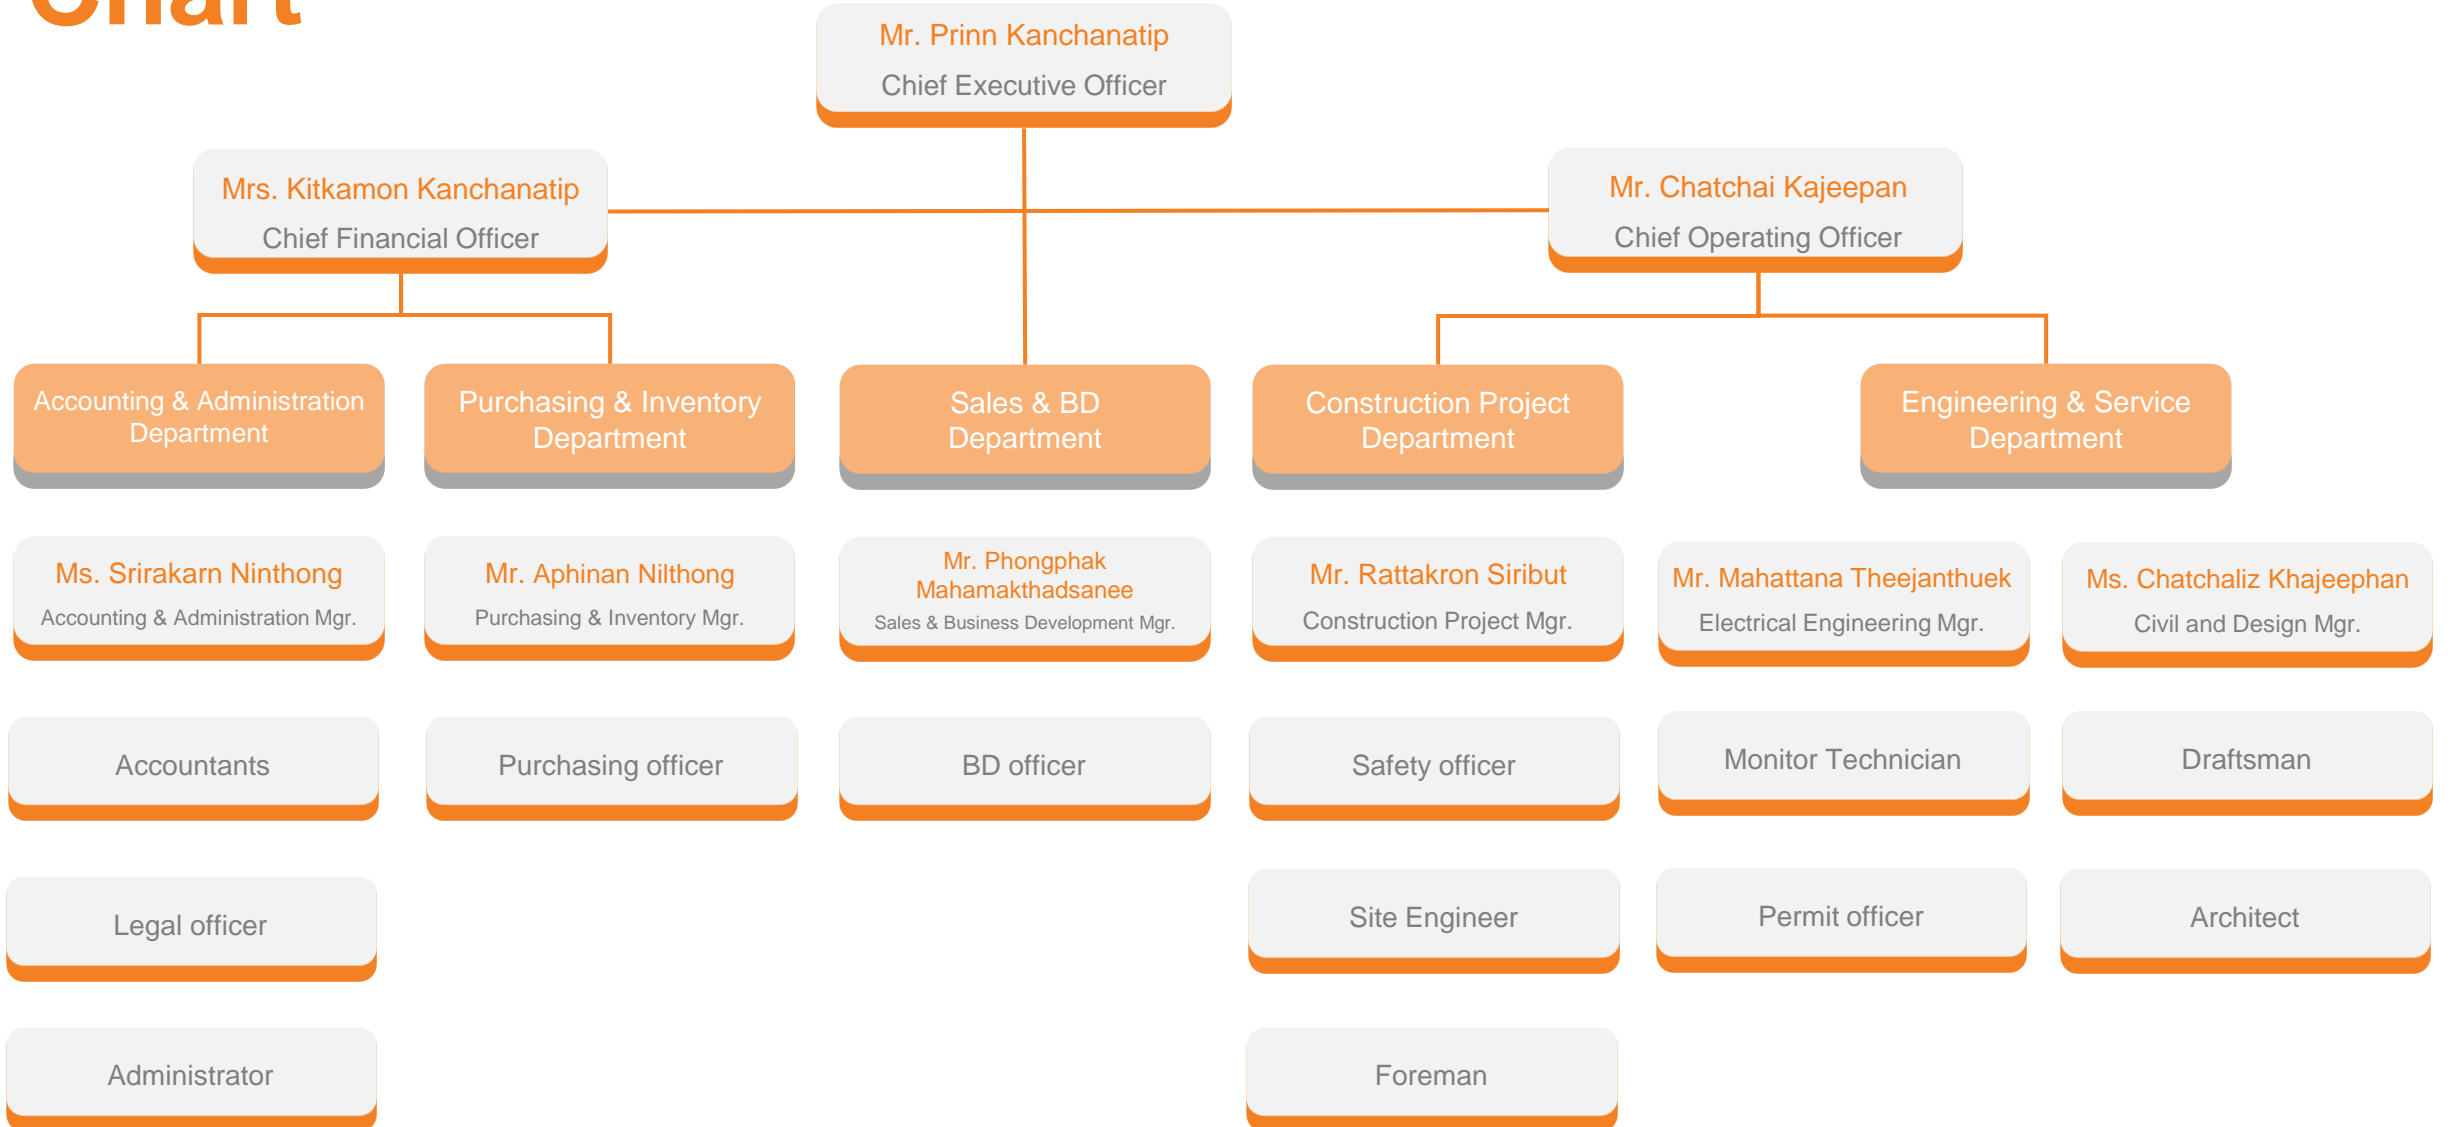 Chart
Mr. Prinn Kanchanatip
Chief Executive Officer
Mrs. Kitkamon Kanchanatip
Chief Financial Officer
Mr. Chatchai Kajeepan
Chief Operating Officer
Accounting & Administration
Department
Purchasing & Inventory
Department
Sales & BD
Department
Construction Project
Department
Engineering & Service
Department
Ms. Srirakarn Ninthong
Accounting & Administration Mgr.
Mr. Aphinan Nilthong
Purchasing & Inventory Mgr.
Mr. Phongphak
Mahamakthadsanee
Sales & Business Development Mgr.
Mr. Rattakron Siribut
Construction Project Mgr.
Mr. Mahattana Theejanthuek
Electrical Engineering Mgr.
Ms. Chatchaliz Khajeephan
Civil and Design Mgr.
Accountants
Purchasing officer
BD officer
Safety officer
Monitor Technician
Draftsman
Legal officer
Site Engineer
Permit officer
Architect
Administrator
Foreman